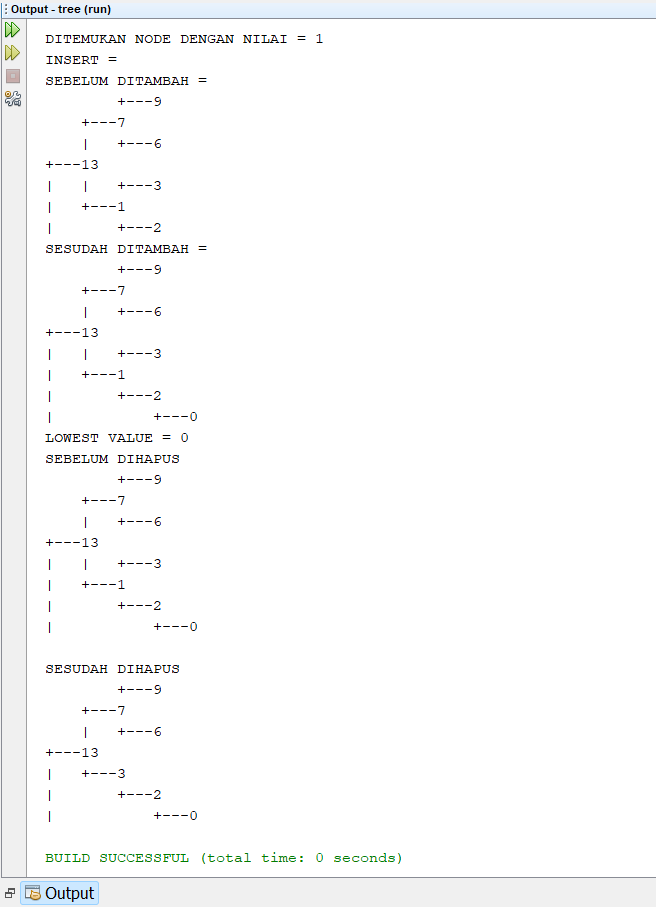 Output - tree (run)
DITEMUKAN NODE DENGAN NILAI = 1
INSERT =
SEBELUM DITAMBAH =
        +---9
    +---7
    |   +---6
+---13
|   |   +---3
|   +---1
|       +---2
SESUDAH DITAMBAH =
        +---9
    +---7
    |   +---6
+---13
|   |   +---3
|   +---1
|       +---2
|           +---0
LOWEST VALUE = 0
SEBELUM DIHAPUS
        +---9
    +---7
    |   +---6
+---13
|   |   +---3
|   +---1
|       +---2
|           +---0
SESUDAH DIHAPUS
        +---9
    +---7
    |   +---6
+---13
|   +---3
|       +---2
|           +---0
BUILD SUCCESSFUL (total time: 0 seconds)
Output